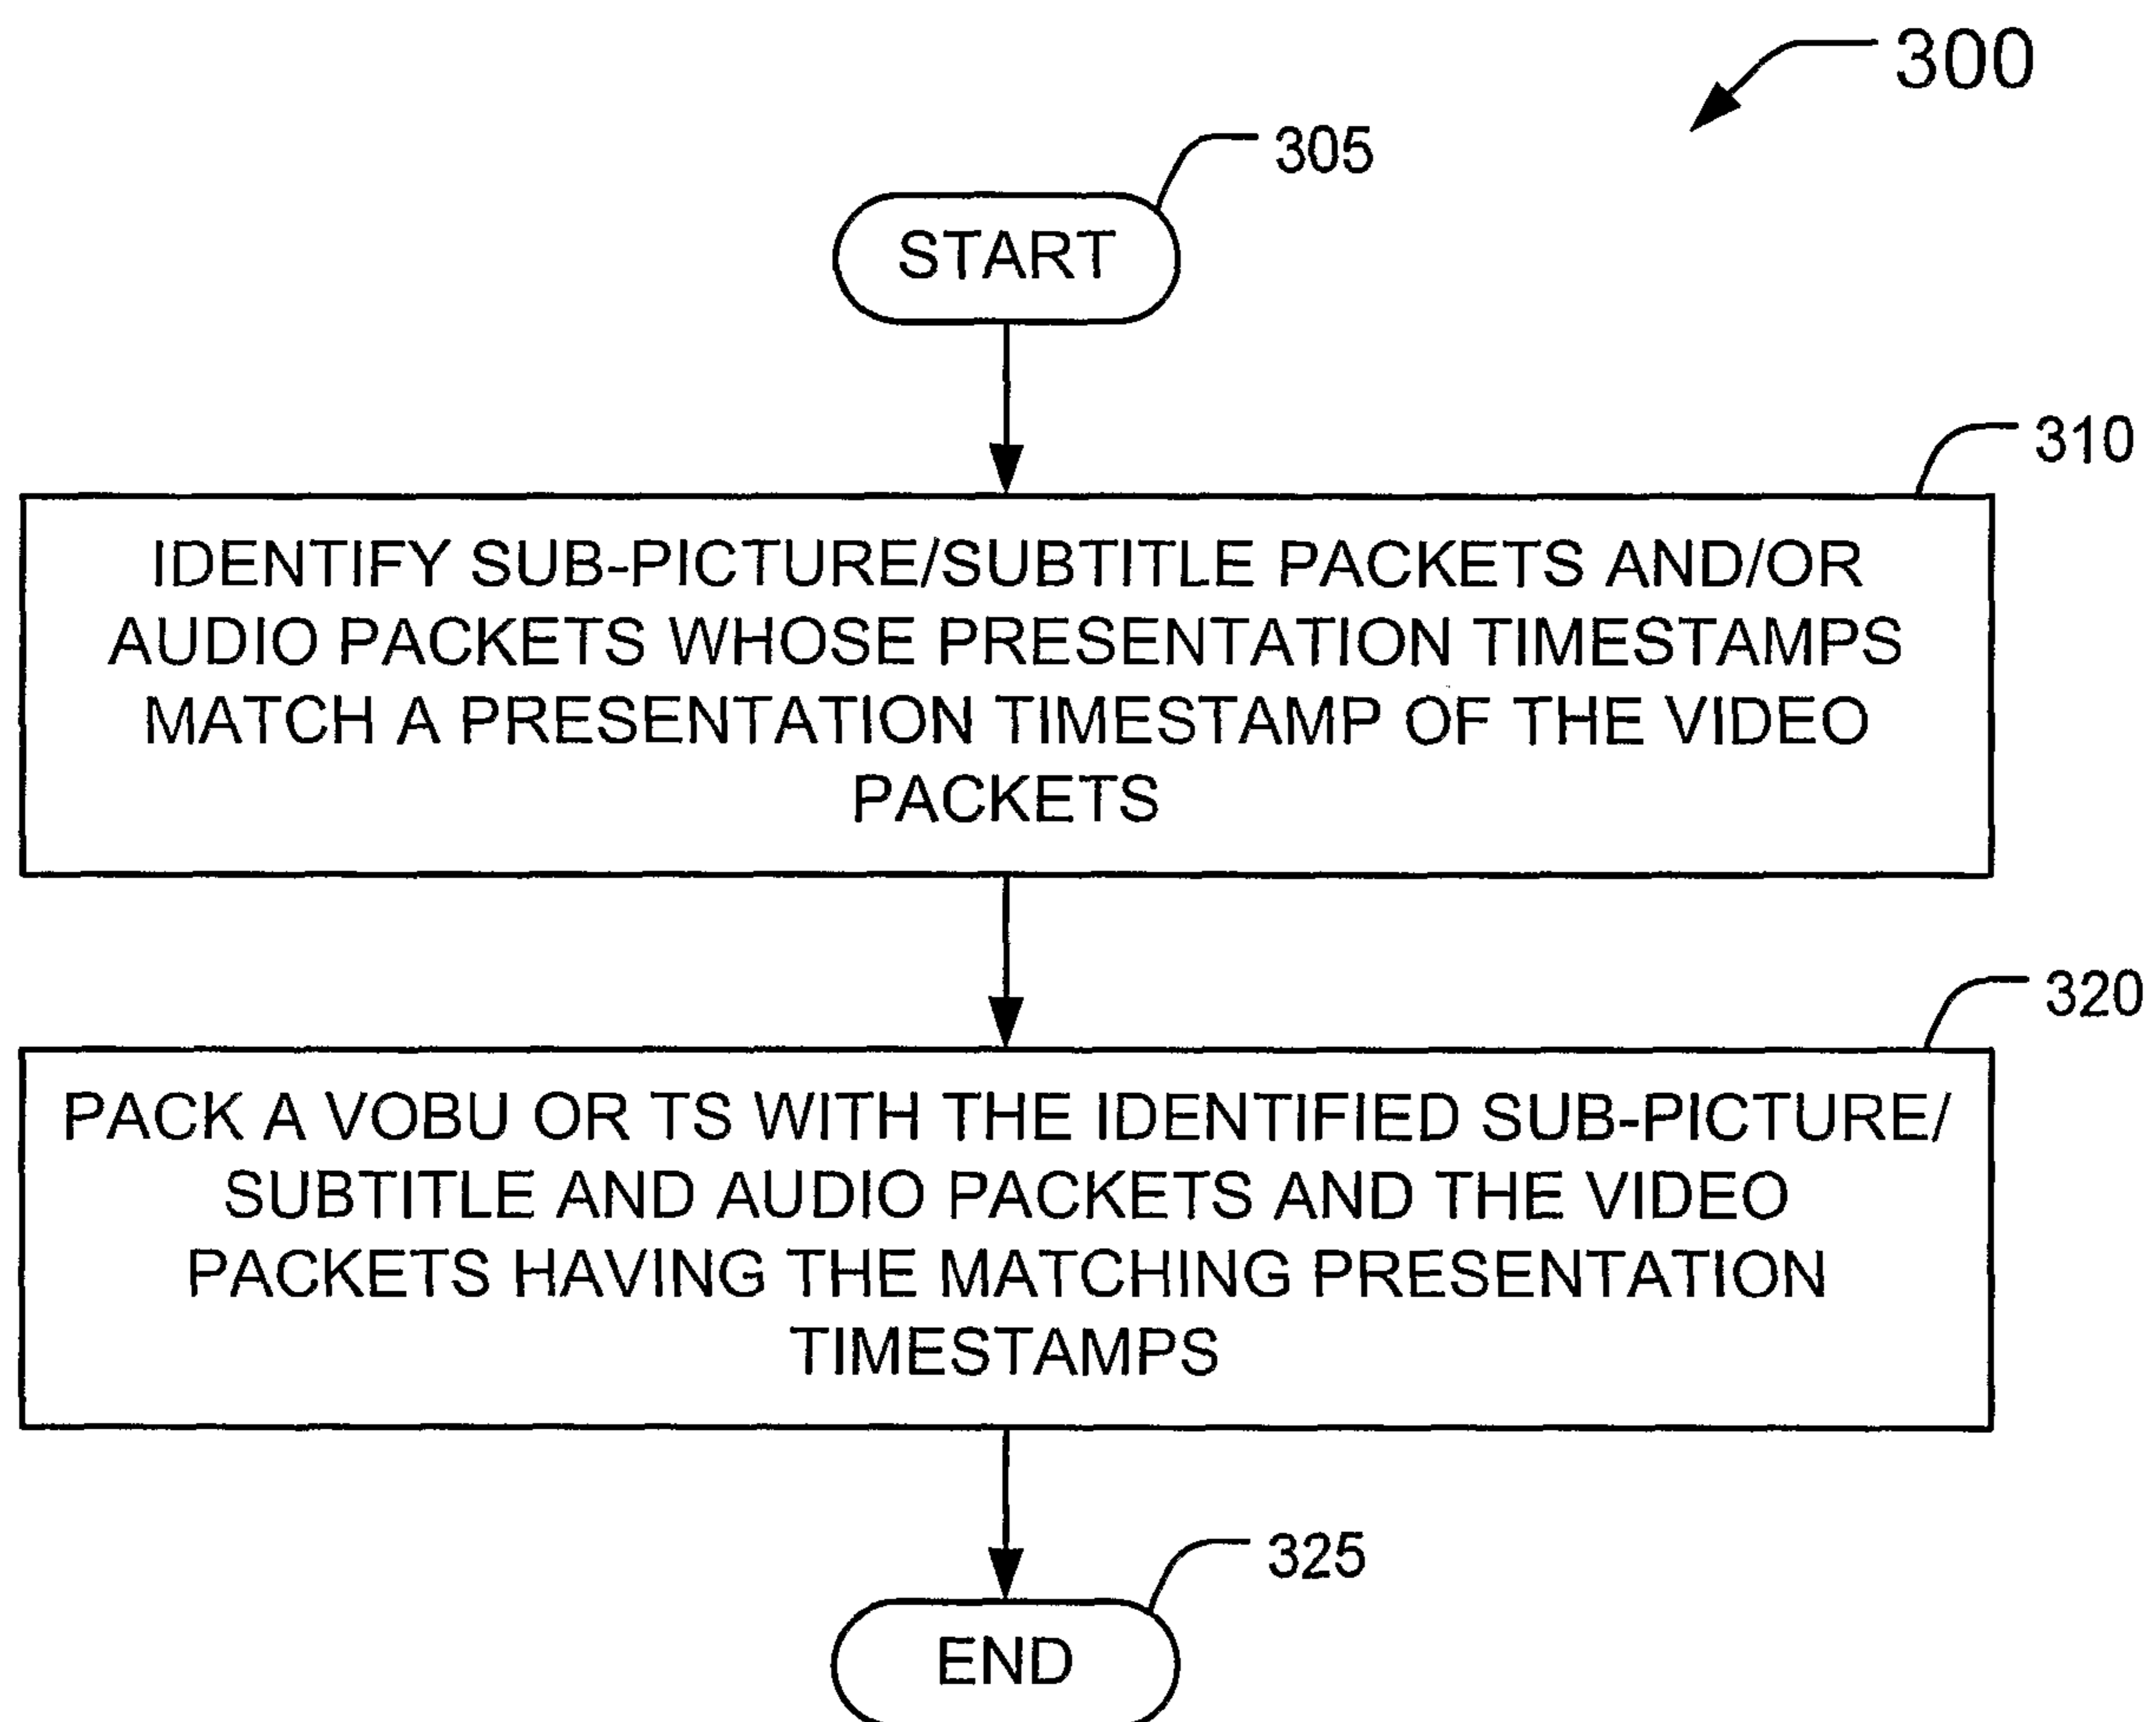 300
305
START
310
IDENTIFY SUB-PICTURE/SUBTITLE PACKETS AND/OR
AUDIO PACKETS WHOSE PRESENTATION TIMESTAMPS
MATCH A PRESENTATION TIMESTAMP OF THE VIDEO
PACKETS
320
PACK A VOBU OR TS WITH THE IDENTIFIED SUB-PICTURE/
SUBTITLE AND AUDIO PACKETS AND THE VIDEO
PACKETS HAVING THE MATCHING PRESENTATION
TIMESTAMPS
325
END